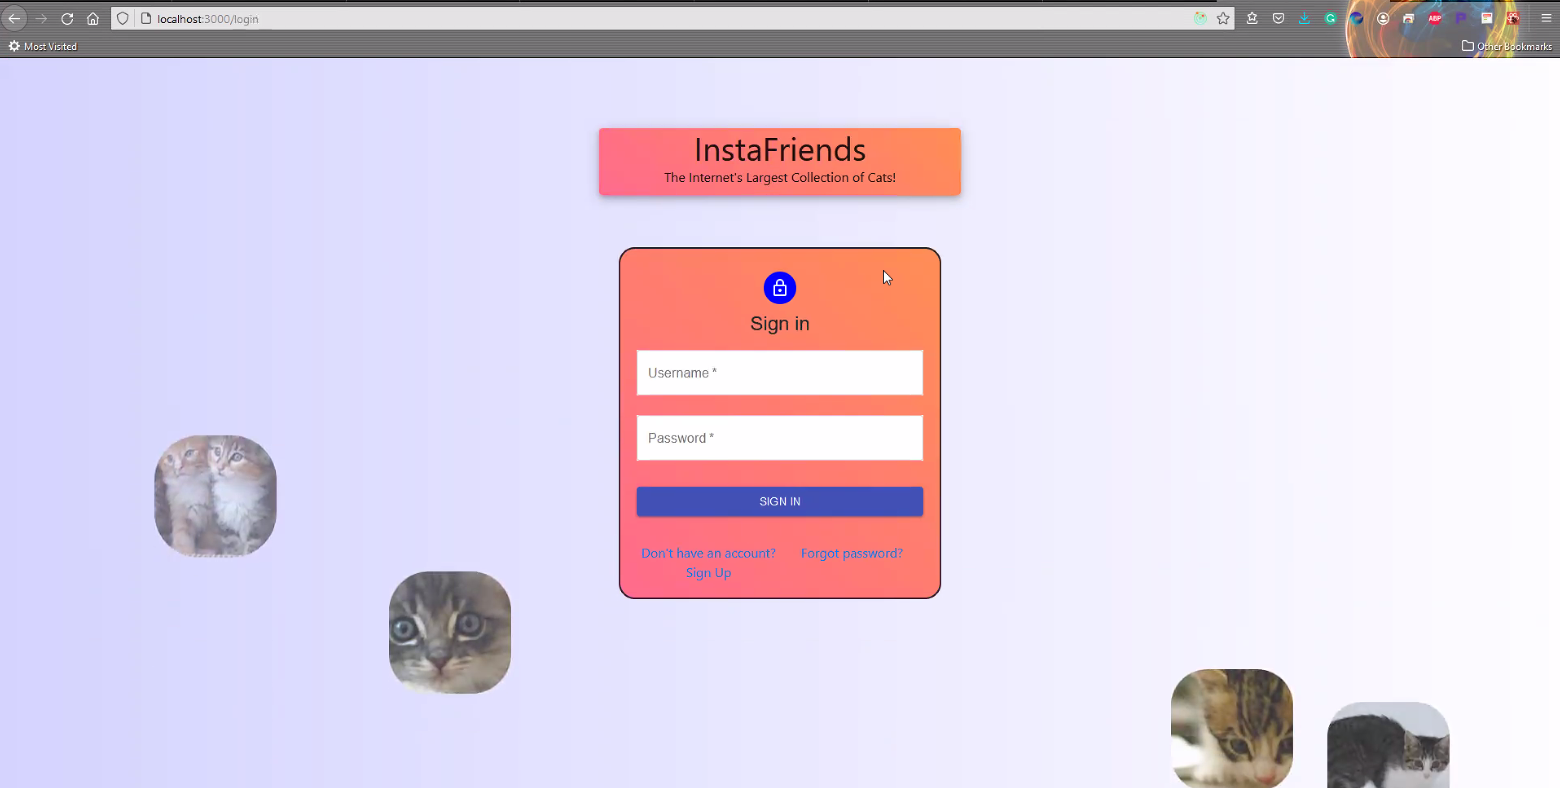 localhost:3000/login
ABP
Most Visited
Other Bookmarks
InstaFriends
The Internet's Largest Collection of Cats!
Sign in
Username *
Password *
SIGN IN
Don't have an account?
Sign Up
Forgot password?